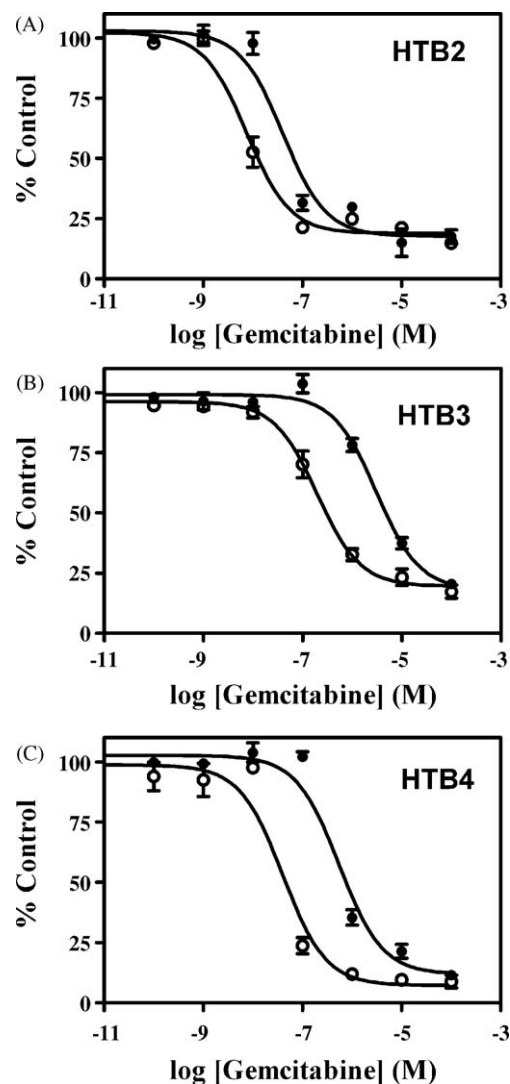 (A)
HTB2
% Control
100
75
50
25
0
-11 -9 -7 -5 -3
log [Gemcitabine] (M)
(B)
HTB3
% Control
100
75
50
25
0
-11 -9 -7 -5 -3
log [Gemcitabine] (M)
(C)
HTB4
% Control
100
75
50
25
0
-11 -9 -7 -5 -3
log [Gemcitabine] (M)